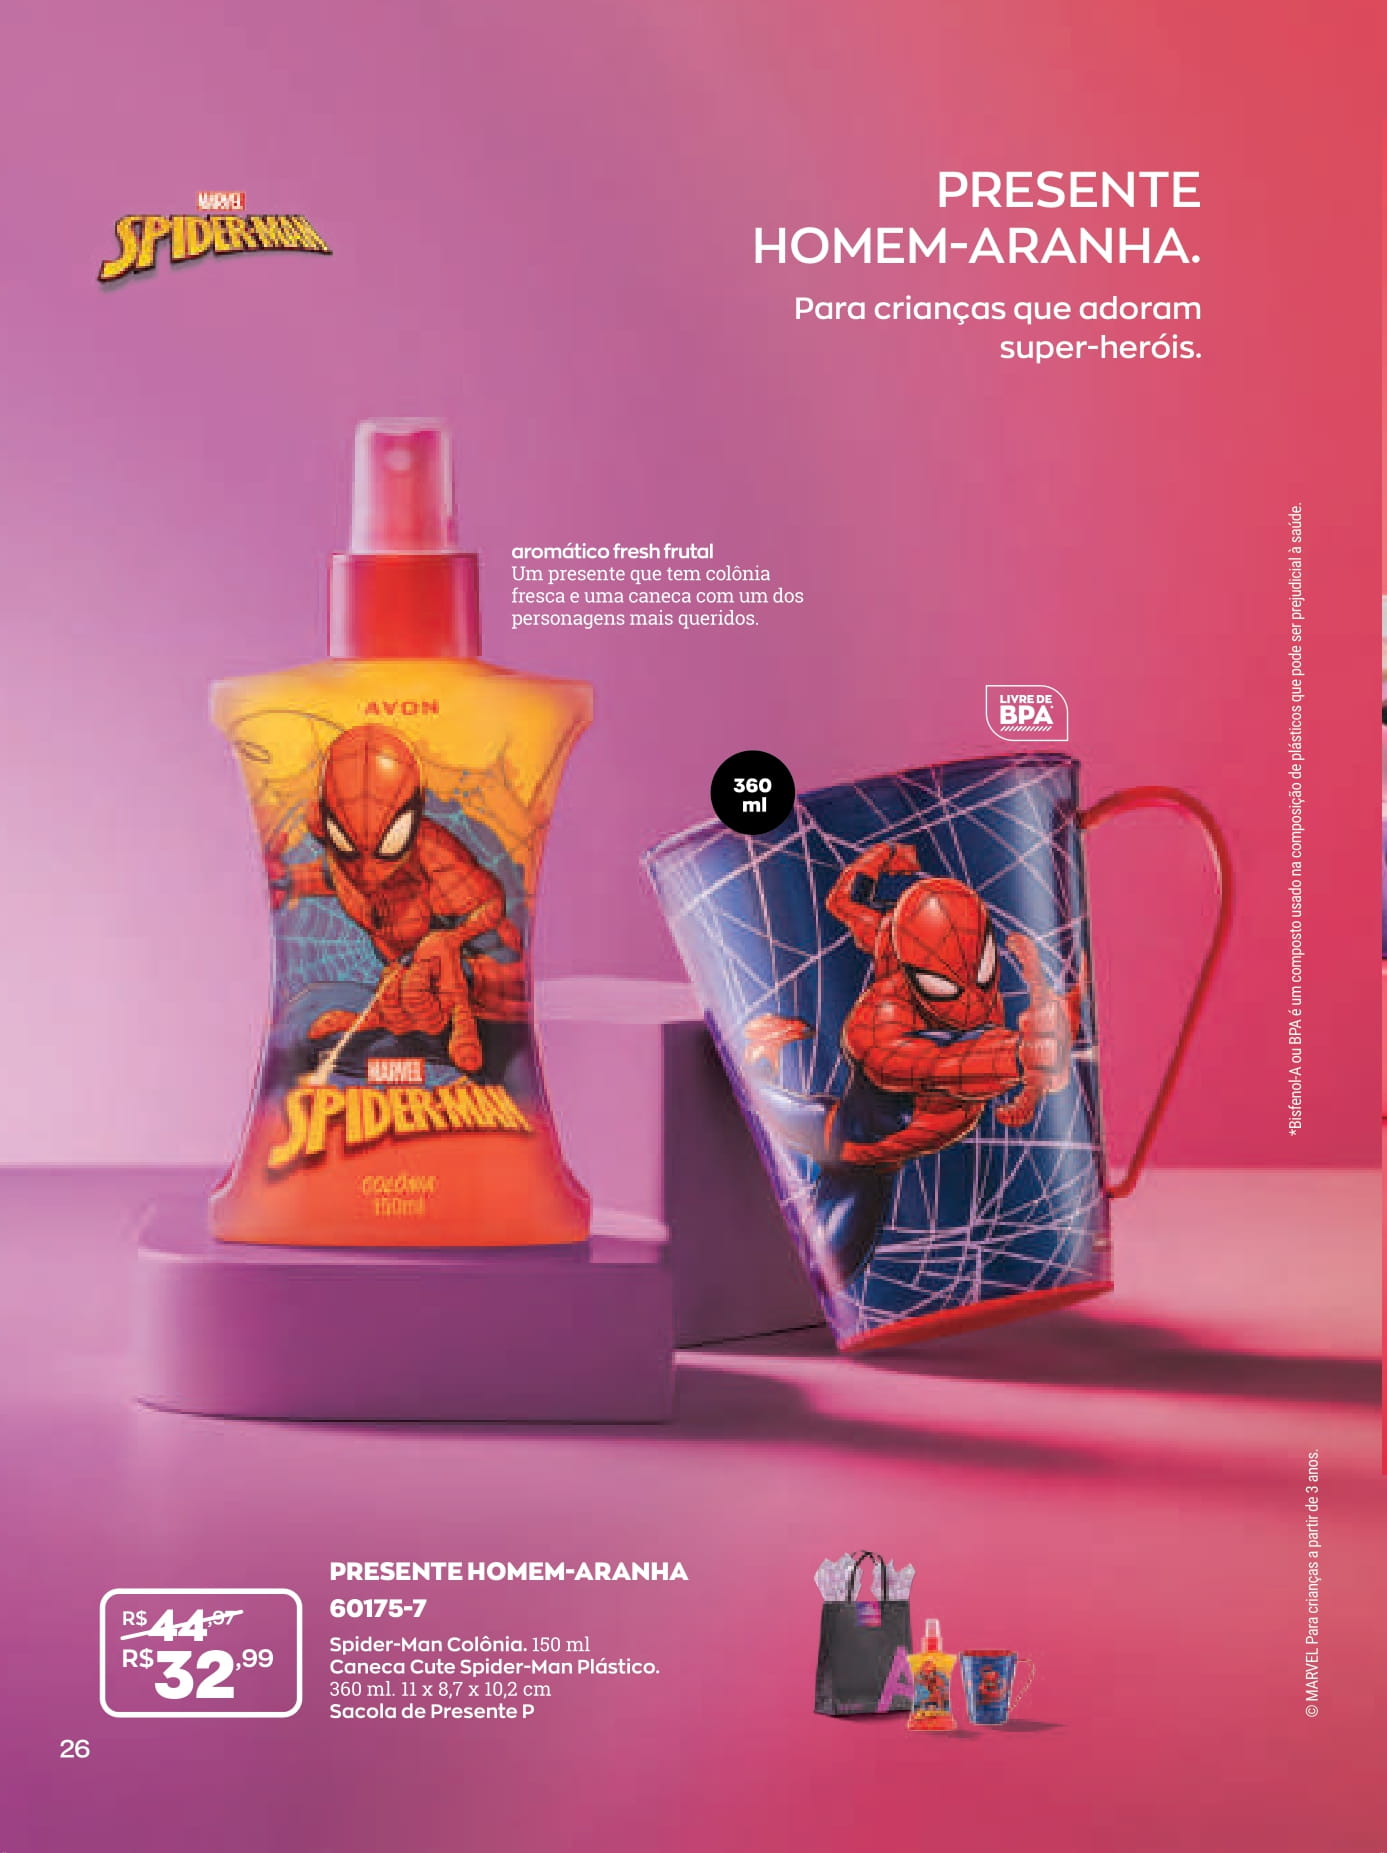 MARVEL
SPIDER-MAN
PRESENTE
HOMEM-ARANHA.
Para crianças que adoram
super-heróis.
aromático fresh frutal
Um presente que tem colônia
fresca e uma caneca com um dos
personagens mais queridos.
AVON
MARVEL
SPIDER-MAN
COLÔNIA
150ml
LIVRE DE
BPA*
360
ml
*Bisfenol-A ou BPA é um composto usado na composição de plásticos que pode ser prejudicial à saúde.
PRESENTE HOMEM-ARANHA
60175-7
Spider-Man Colônia. 150 ml
Caneca Cute Spider-Man Plástico.
360 ml. 11 x 8,7 x 10,2 cm
Sacola de Presente P
R$ 44,97
R$ 32,99
© MARVEL Para crianças a partir de 3 anos.
26